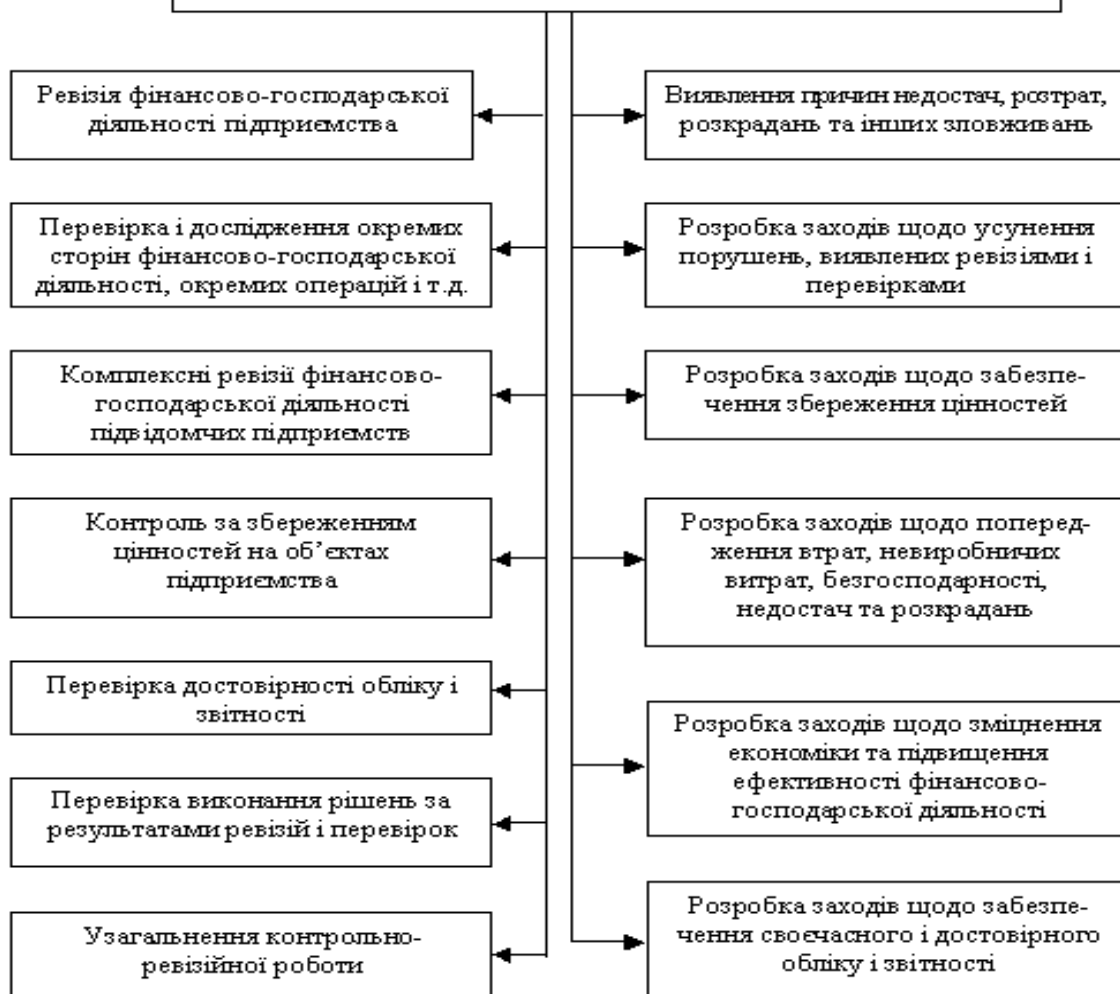 Ревізія фінансово-господарської
діяльності підприємства
Перевірка і дослідження окремих
сторін фінансово-господарської
діяльності, окремих операцій і т.д.
Комплексні ревізії фінансово-
господарської діяльності
підвідомчих підприємств
Контроль за збереженням
цінностей на об’єктах
підприємства
Перевірка достовірності обліку і
звітності
Перевірка виконання рішень за
результатами ревізій і перевірок
Узагальнення контрольно-
ревізійної роботи
Виявлення причин недостач, розтрат,
розкрадань та інших зловживань
Розробка заходів щодо усунення
порушень, виявлених ревізіями і
перевірками
Розробка заходів щодо забезпе-
чення збереження цінностей
Розробка заходів щодо поперед-
ження втрат, невиробничих
витрат, безгосподарності,
недостач та розкрадань
Розробка заходів щодо зміцнення
економіки та підвищення
ефективності фінансово-
господарської діяльності
Розробка заходів щодо забезпе-
чення своєчасного і достовірного
обліку і звітності